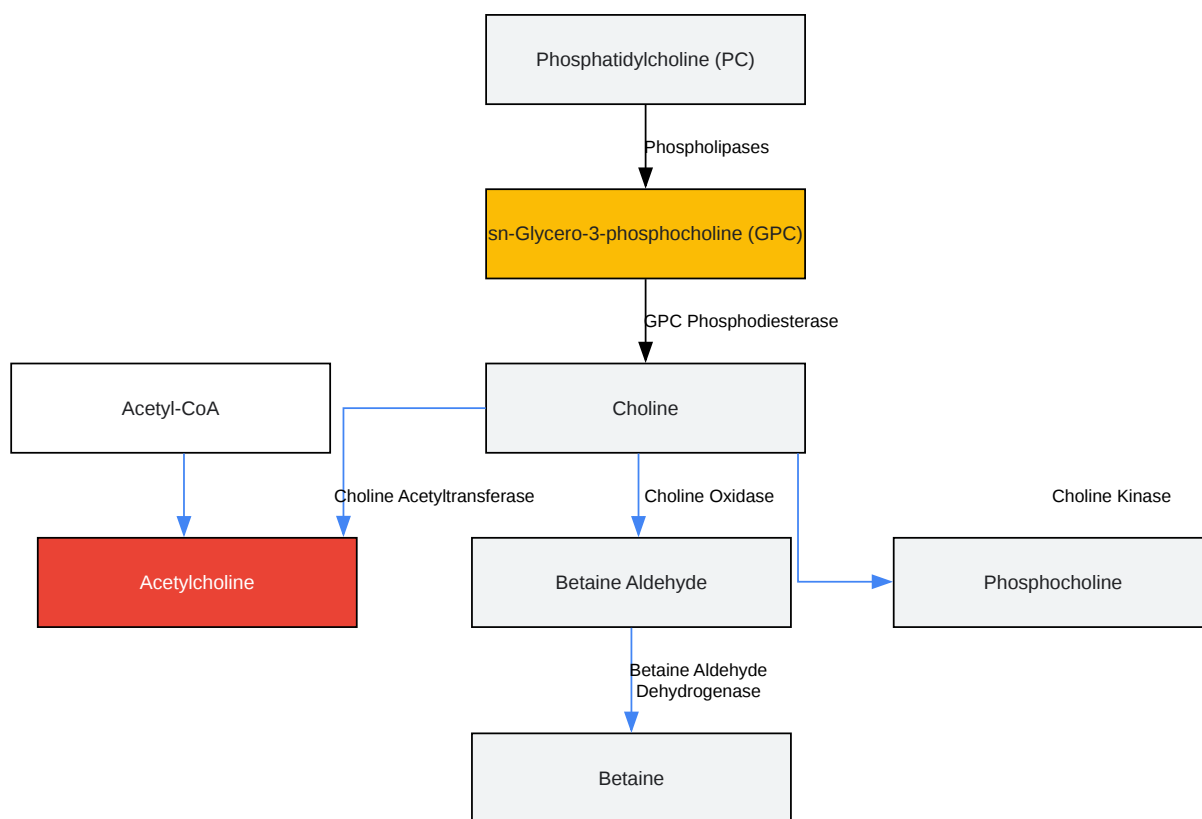 Phosphatidylcholine (PC)
Phospholipases
sn-Glycero-3-phosphocholine (GPC)
GPC Phosphodiesterase
Acetyl-CoA
Choline
Choline Acetyltransferase
Choline Oxidase
Choline Kinase
Acetylcholine
Betaine Aldehyde
Phosphocholine
Betaine Aldehyde
Dehydrogenase
Betaine